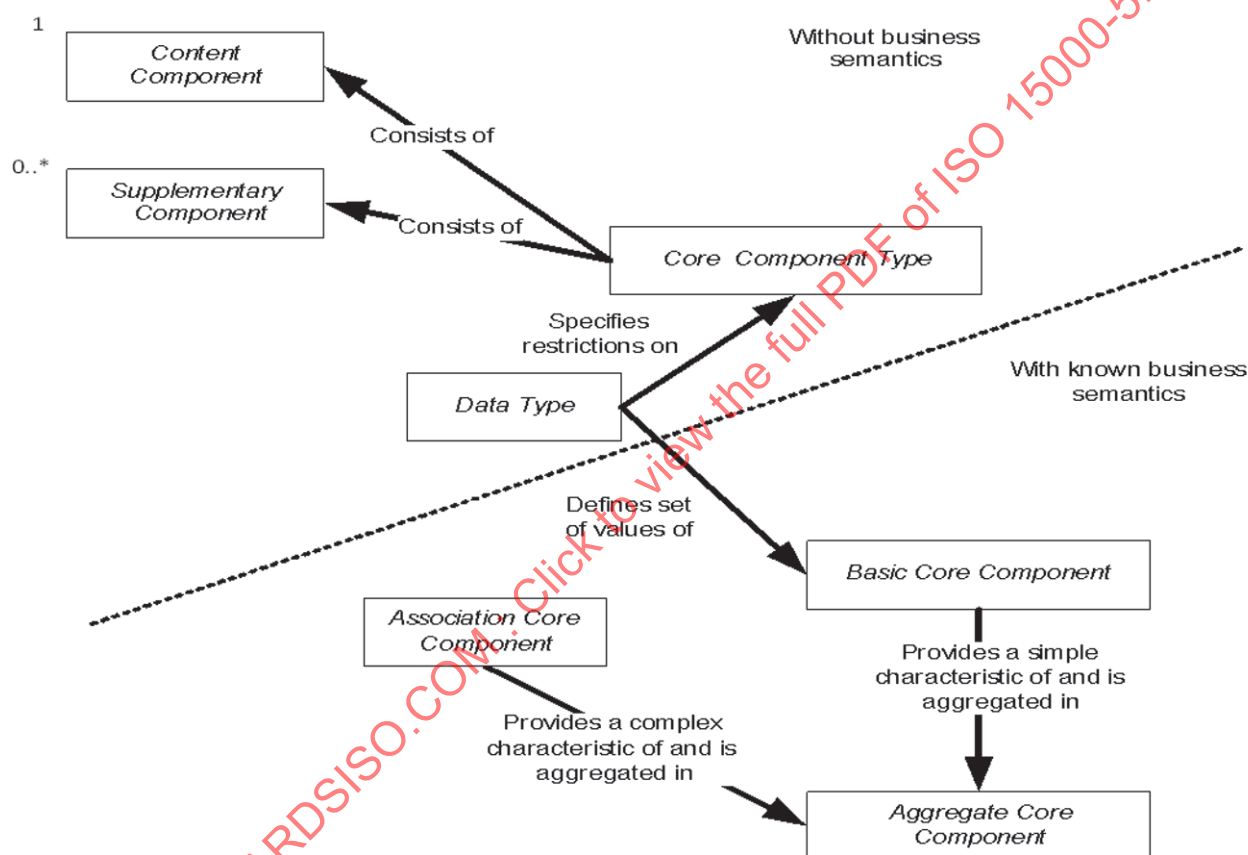 1
Content
Component
Without business
semantics
Consists of
0..*
Supplementary
Component
Consists of
Core Component Type
Specifies
restrictions on
With known business
semantics
Data Type
Defines set
of values of
Basic Core Component
Association Core
Component
Provides a simple
characteristic of and is
aggregated in
Provides a complex
characteristic of and is
aggregated in
Aggregate Core
Component
ARDSISO.COM : Click to view the full PDF of ISO 15000-5: